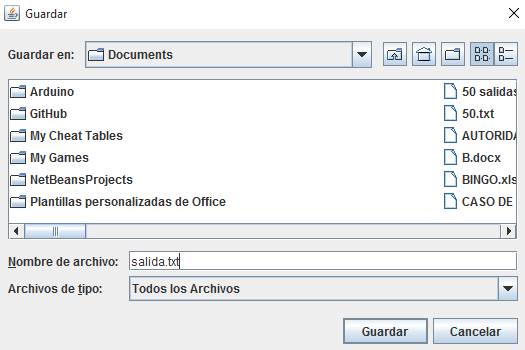 Guardar
Guardar en: Documents
Arduino
GitHub
My Cheat Tables
My Games
NetBeansProjects
Plantillas personalizadas de Office
50 salidas
50.txt
AUTORIDA
B.docx
BINGO.xls
CASO DE
Nombre de archivo: salida.txt
Archivos de tipo: Todos los Archivos
Guardar Cancelar